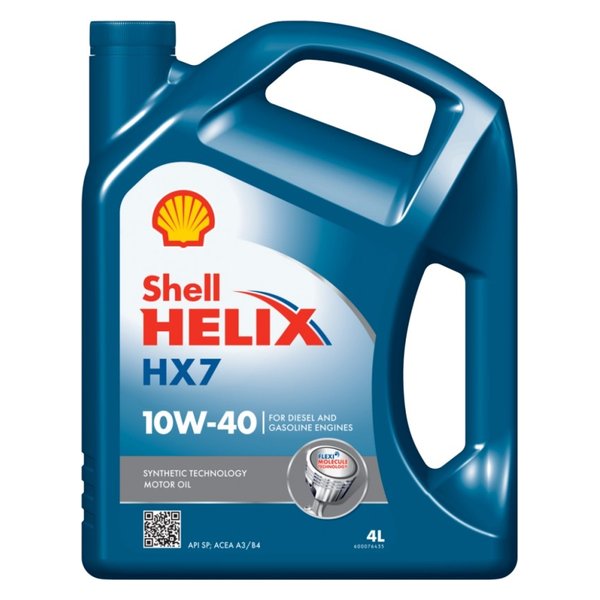 Shell
HELIX
HX7
10W-40
FOR DIESEL AND
GASOLINE ENGINES
SYNTHETIC TECHNOLOGY
MOTOR OIL
FLEXI
MOLECULE
TECHNOLOGY
API SP; ACEA A3/B4
4L
600076435